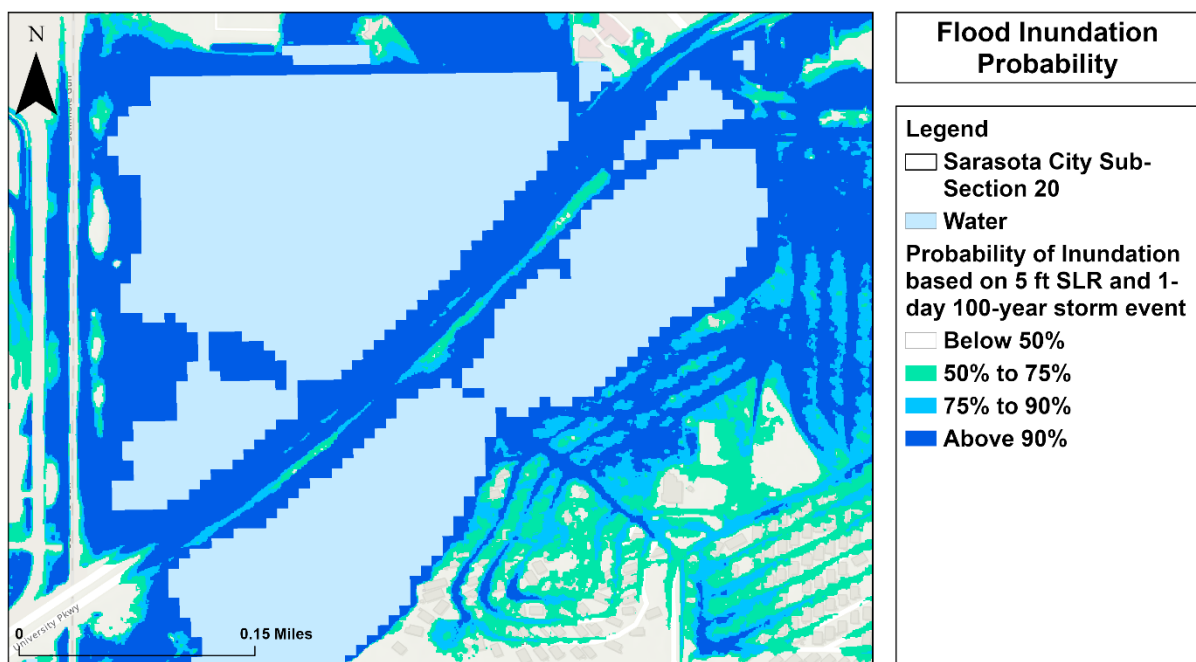 N
Seminole Gulf
University Pkwy
0
0.15 Miles
Flood Inundation
Probability
Legend
Sarasota City Sub-
Section 20
Water
Probability of Inundation
based on 5 ft SLR and 1-
day 100-year storm event
Below 50%
50% to 75%
75% to 90%
Above 90%